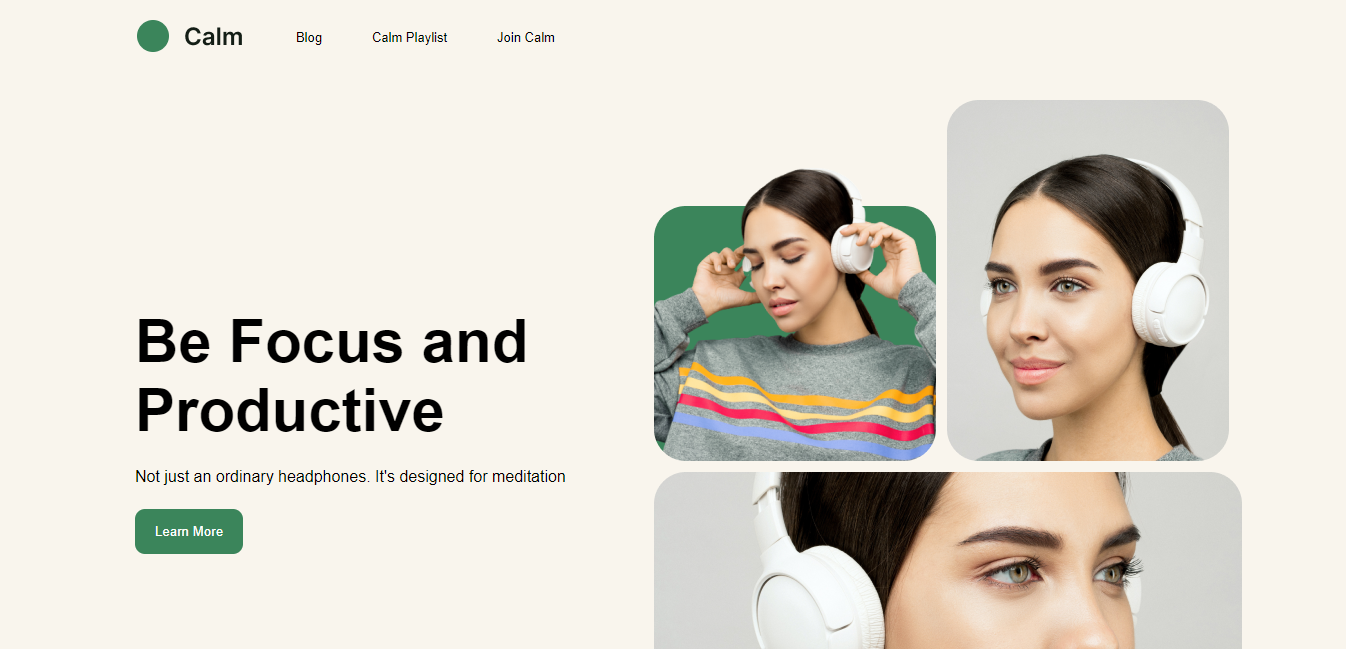 Calm
Blog
Calm Playlist
Join Calm
Be Focus and
Productive
Not just an ordinary headphones. It's designed for meditation
Learn More